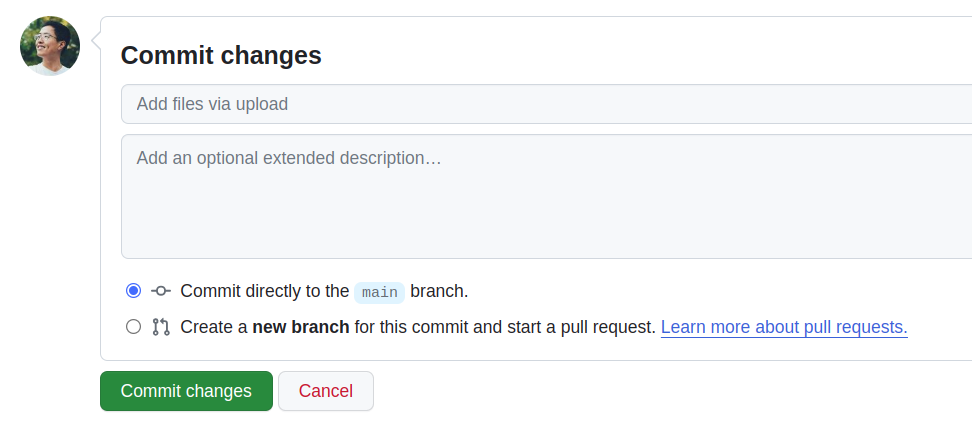 Commit changes
Add files via upload
Add an optional extended description…
Commit directly to the main branch.
Create a new branch for this commit and start a pull request. Learn more about pull requests.
Commit changes Cancel